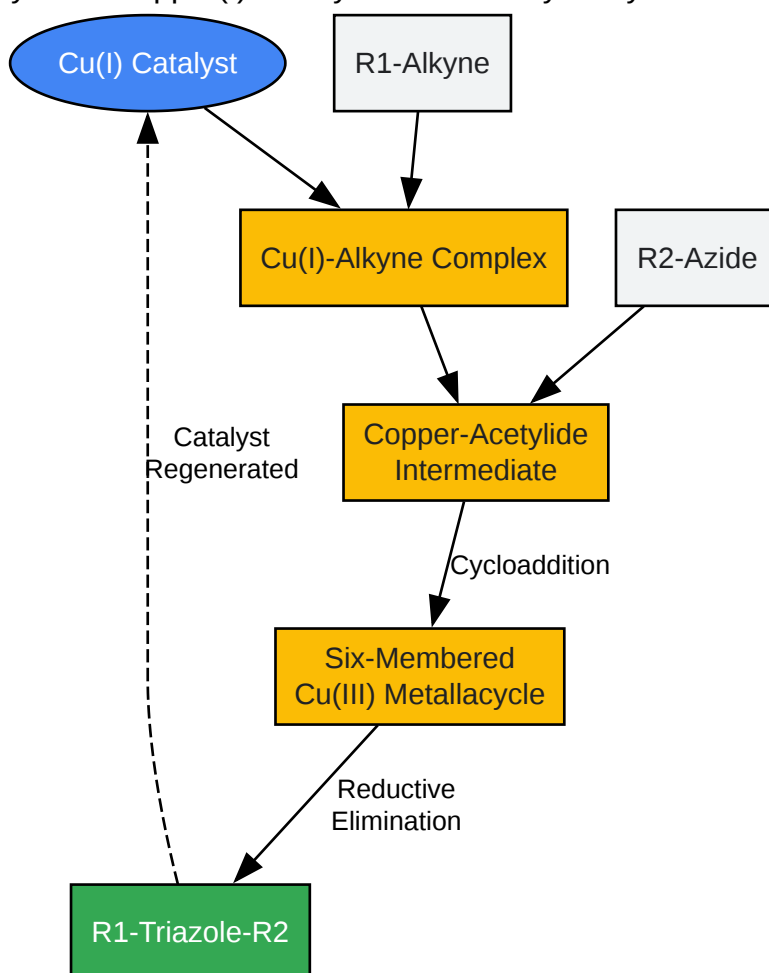 Cu(I) Catalyst
R1-Alkyne
Cu(I)-Alkyne Complex
R2-Azide
Copper-Acetylide
Intermediate
Catalyst
Regenerated
Cycloaddition
Six-Membered
Cu(III) Metallacycle
Reductive
Elimination
R1-Triazole-R2